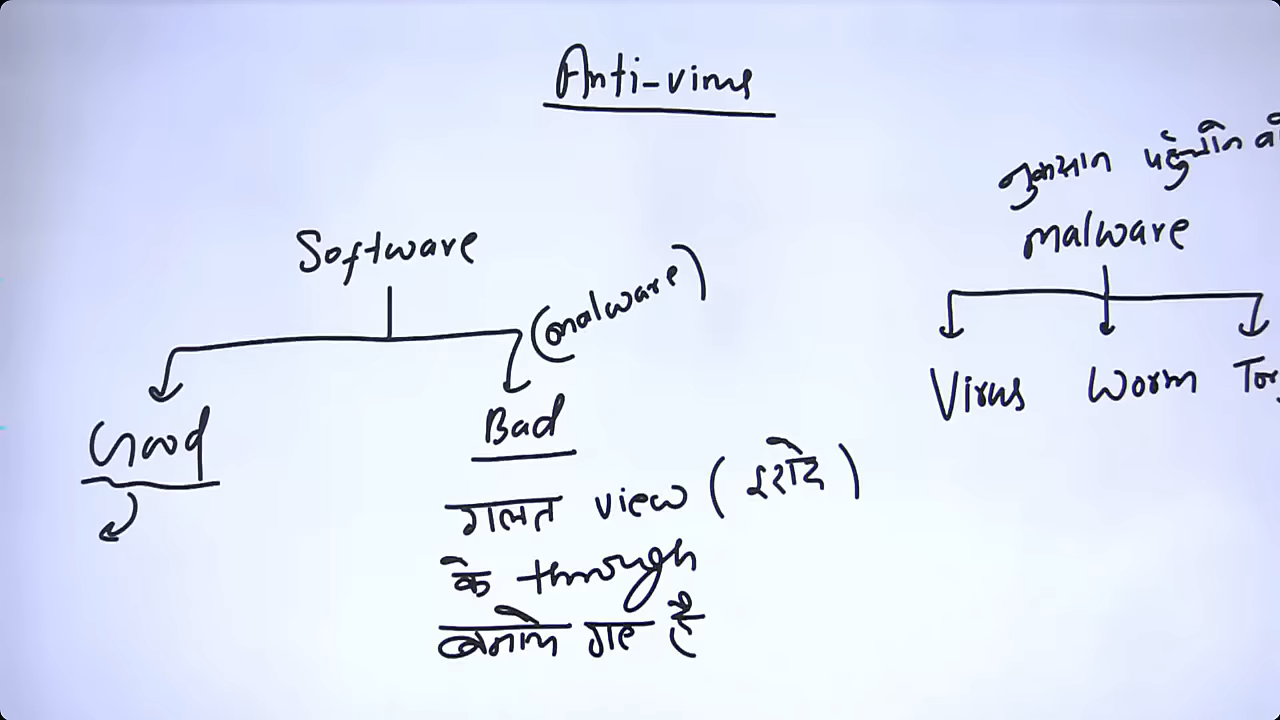 Anti-virus
नुकसान पहुँचाने
malware
Software
(malware)
Virus Worm
Good
Bad
गलत view (इरादे)
के through
बनाये गए है